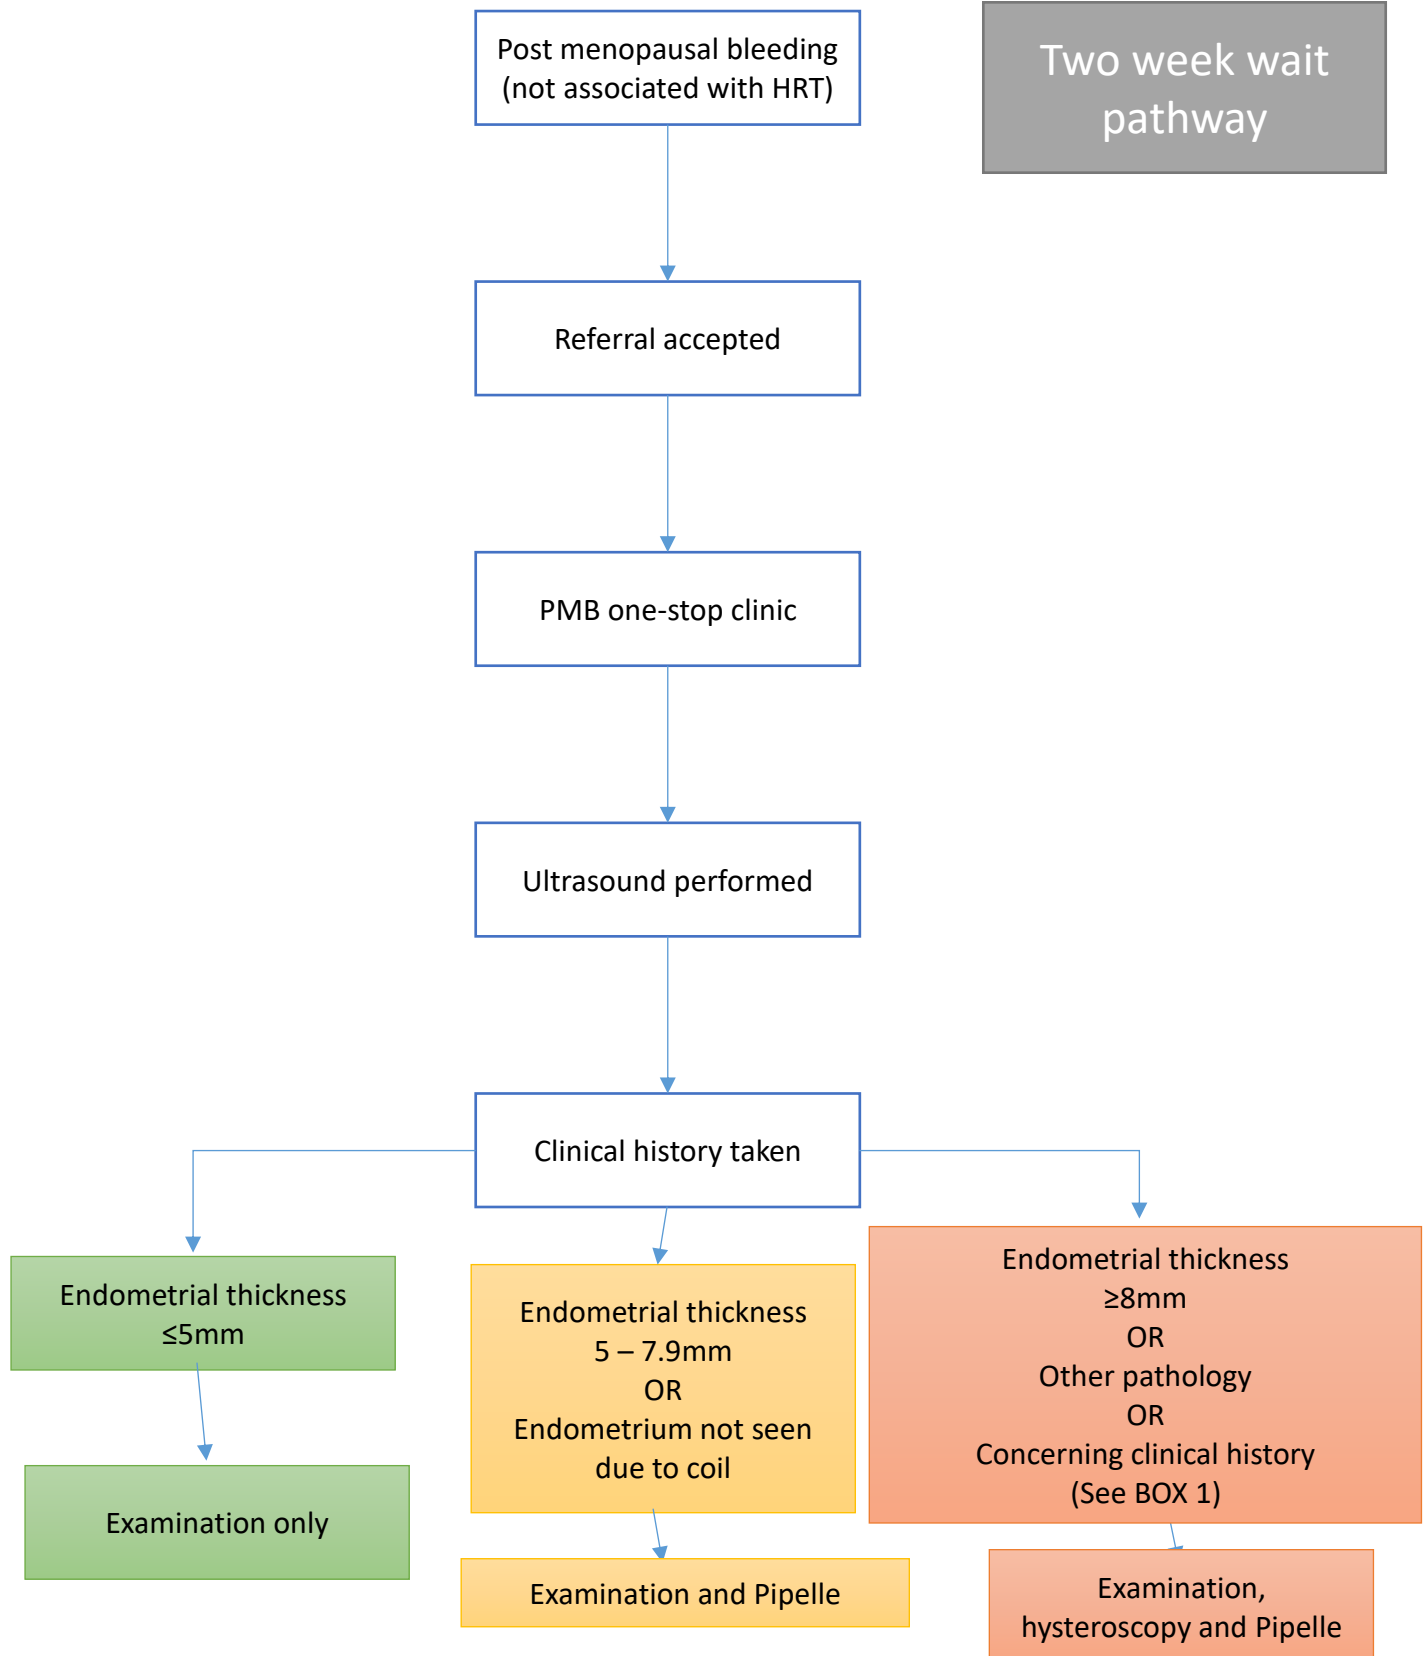 Post menopausal bleeding
(not associated with HRT)
Two week wait
pathway
Referral accepted
PMB one-stop clinic
Ultrasound performed
Clinical history taken
Endometrial thickness
≤5mm
Endometrial thickness
5 – 7.9mm
OR
Endometrium not seen
due to coil
Endometrial thickness
≥8mm
OR
Other pathology
OR
Concerning clinical history
(See BOX 1)
Examination only
Examination and Pipelle
Examination,
hysteroscopy and Pipelle